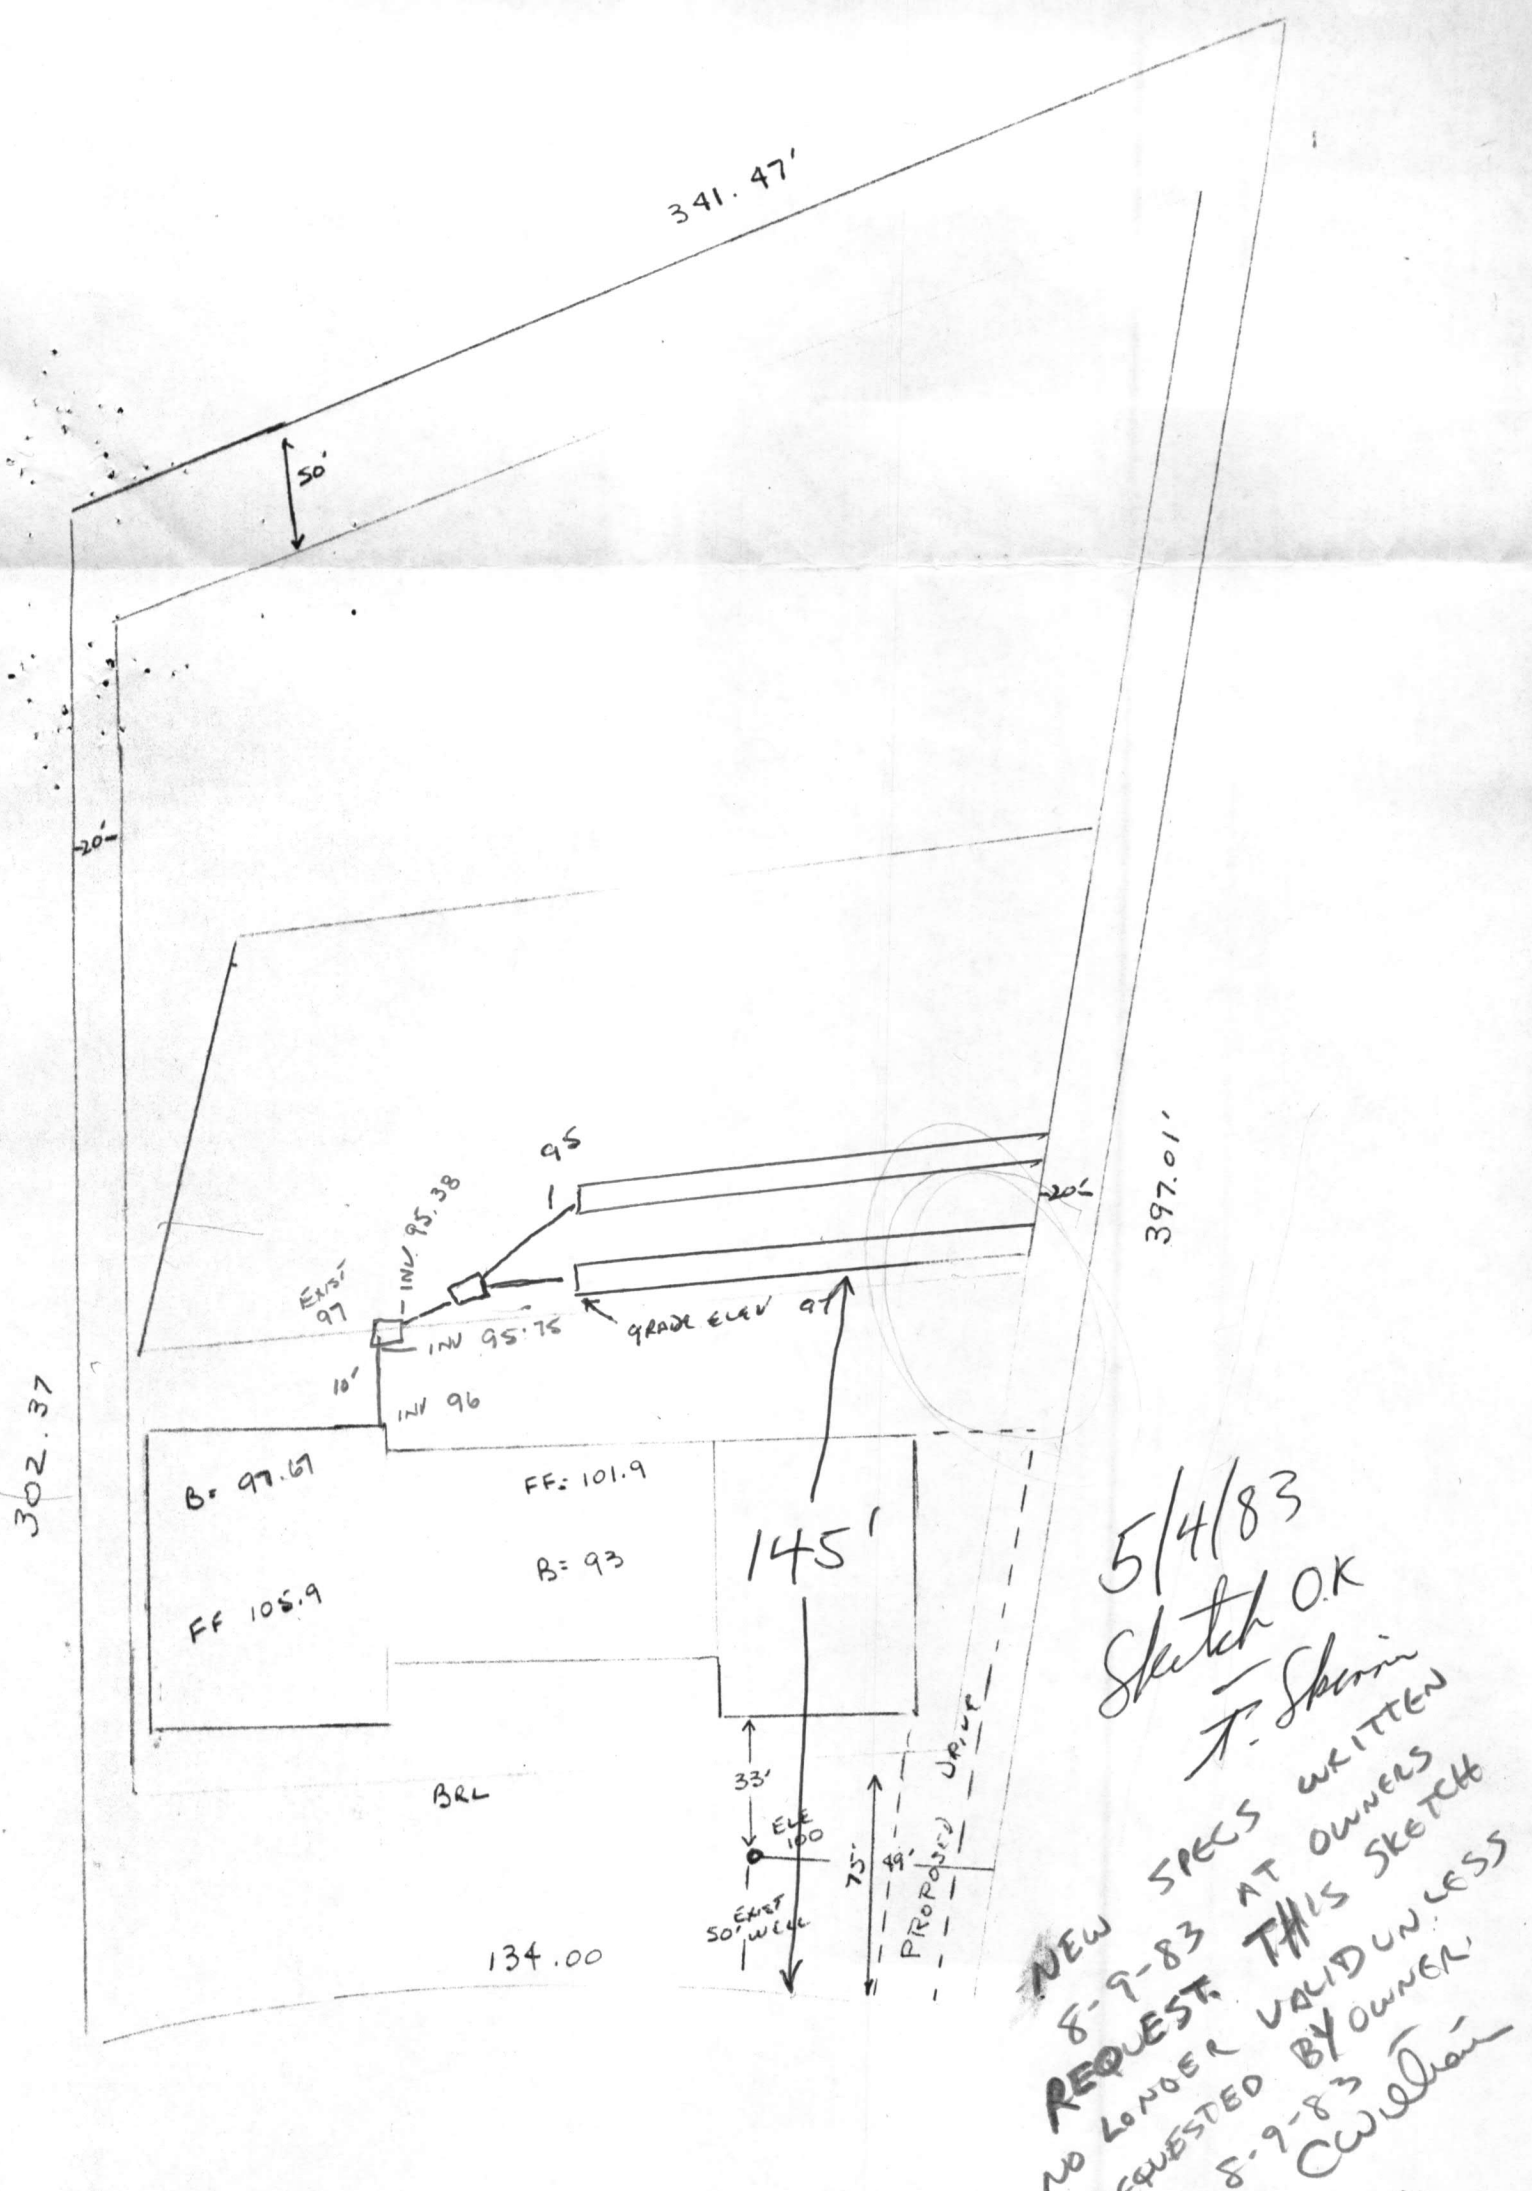 341.47'
50'
20'
95
INV. 95.38
20'
397.01'
EXIST
97
INV 95.75
GRADE ELEV 97
10'
INV 96
302.37
B= 97.67
FF= 101.9
B= 93
145'
FF 105.9
5/4/83
Sketch O.K
BRL
33'
ELE
100
75'
49'
PROPOSED DRIVE
EXIST
50' WELL
134.00
NEW SPECS WRITTEN
8-9-83 AT OWNERS
REQUEST. THIS SKETCH
NO LONGER VALID UNLESS
REQUESTED BY OWNER.
8-9-83